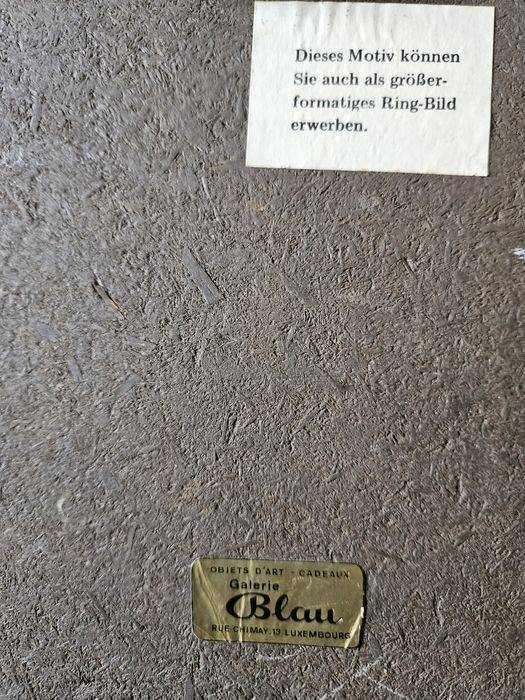 Dieses Motiv können
Sie auch als größer-
formatiges Ring-Bild
erwerben.
OBJETS D'ART - CADEAUX
Galerie
Blau
RUE CHIMAY, 13 LUXEMBOURG